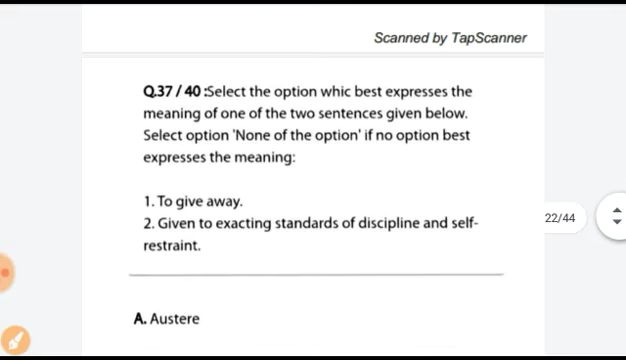 Scanned by TapScanner
Q.37 / 40 :Select the option whic best expresses the
meaning of one of the two sentences given below.
Select option 'None of the option' if no option best
expresses the meaning:
1. To give away.
2. Given to exacting standards of discipline and self-
restraint.
22/44
A. Austere